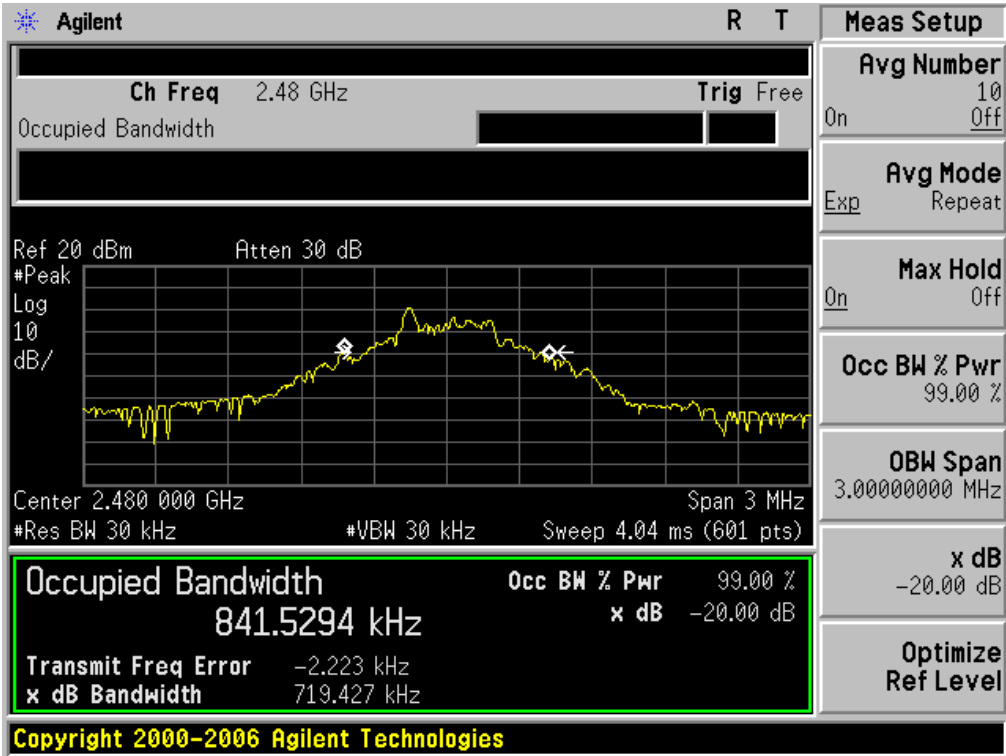 Agilent R T
Ch Freq 2.48 GHz Trig Free
Occupied Bandwidth
Ref 20 dBm Atten 30 dB
#Peak
Log
10
dB/
Center 2.480 000 GHz Span 3 MHz
#Res BW 30 kHz #VBW 30 kHz Sweep 4.04 ms (601 pts)
Occupied Bandwidth Occ BW % Pwr 99.00 %
841.5294 kHz x dB -20.00 dB
Transmit Freq Error -2.223 kHz
x dB Bandwidth 719.427 kHz
Copyright 2000-2006 Agilent Technologies
Meas Setup
Avg Number
10
On Off
Avg Mode
Exp Repeat
Max Hold
On Off
Occ BW % Pwr
99.00 %
OBW Span
3.00000000 MHz
x dB
-20.00 dB
Optimize
Ref Level